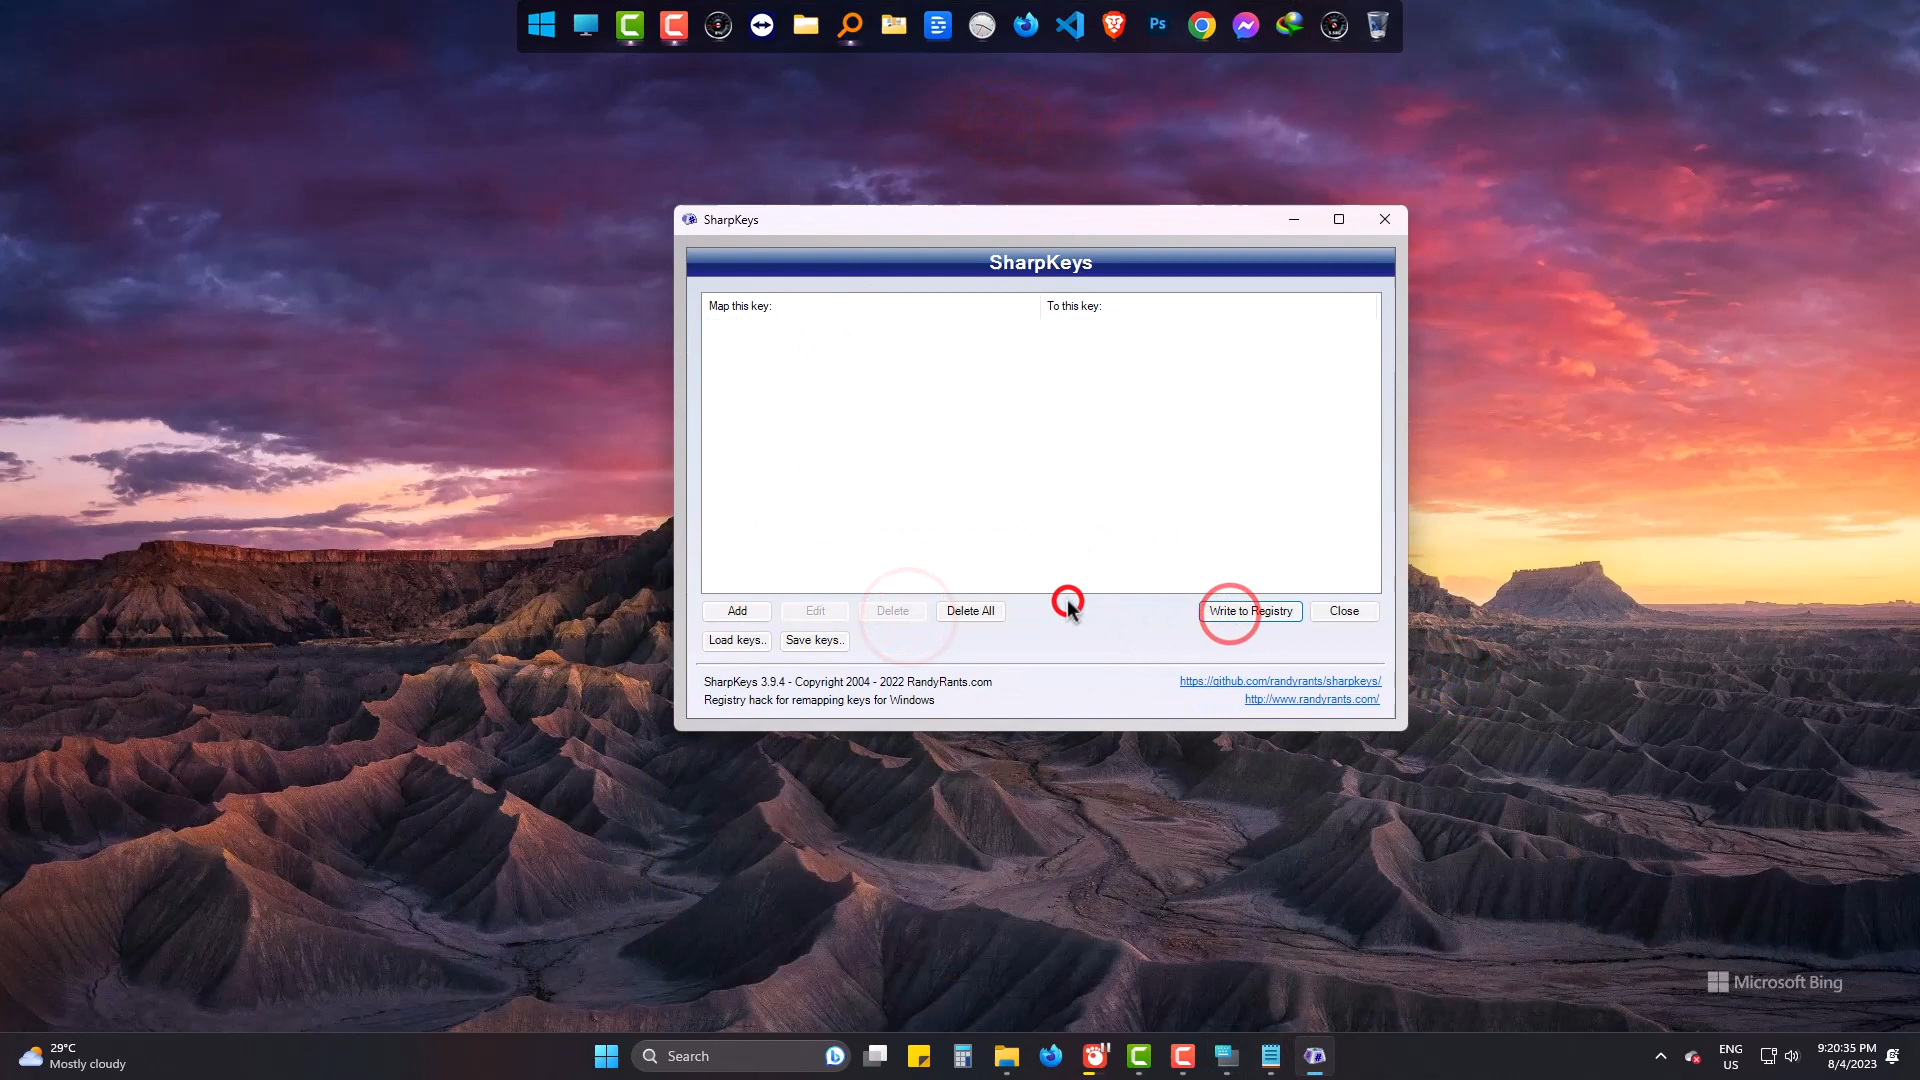 Ps
SharpKeys
SharpKeys
Map this key:
To this key:
Add
Edit
Delete
Delete All
Write to Registry
Close
Load keys..
Save keys..
SharpKeys 3.9.4 - Copyright 2004 - 2022 RandyRants.com
https://github.com/randyrants/sharpkeys/
Registry hack for remapping keys for Windows
http://www.randyrants.com/
Microsoft Bing
29°C
Mostly cloudy
Search
ENG
US
9:20:35 PM
8/4/2023